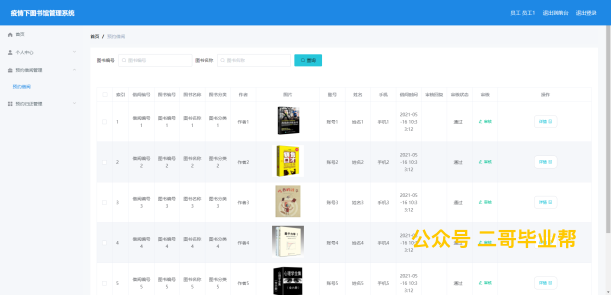 疫情下图书馆管理系统
员工 员工1 退出到前台 退出登录
首页
个人中心
我的借阅管理
我的借阅
首页 / 我的借阅
图书编号 图书编号 图书名称 图书名称 查询
索引 借阅编号 图书编号 图书名称 图书分类 作者 图片 账号 姓名 手机 借阅时间 审核回复 审核状态 审核 操作
1 借阅编号1 图书编号1 图书名称1 图书分类1 作者1 账号1 姓名1 手机1 2021-05-16 10:33:12 通过 审核 详情
2 借阅编号2 图书编号2 图书名称2 图书分类2 作者2 账号2 姓名2 手机2 2021-05-16 10:33:12 通过 审核 详情
3 借阅编号3 图书编号3 图书名称3 图书分类3 作者3 账号3 姓名3 手机3 2021-05-16 10:33:12 通过 审核 详情
4 借阅编号4 图书编号4 图书名称4 图书分类4 作者4 账号4 姓名4 手机4 2021-05-16 10:33:12 通过 审核 详情
公众号 二哥毕业帮
5 借阅编号 图书编号 图书名称 图书分类 作者5 账号5 姓名5 手机5 2021-05-16 10:3 通过 审核 详情